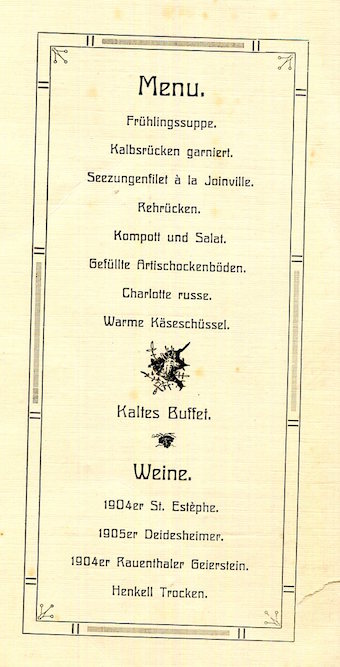 Menu.
Frühlingssuppe.
Kalbsrücken garniert.
Seezungenfilet à la Joinville.
Rehrücken.
Kompott und Salat.
Gefüllte Artischockenböden.
Charlotte russe.
Warme Käseschüssel.
Kaltes Buffet.
Weine.
1904er St. Estèphe.
1905er Deidesheimer.
1904er Rauenthaler Geierstein.
Henkell Trocken.